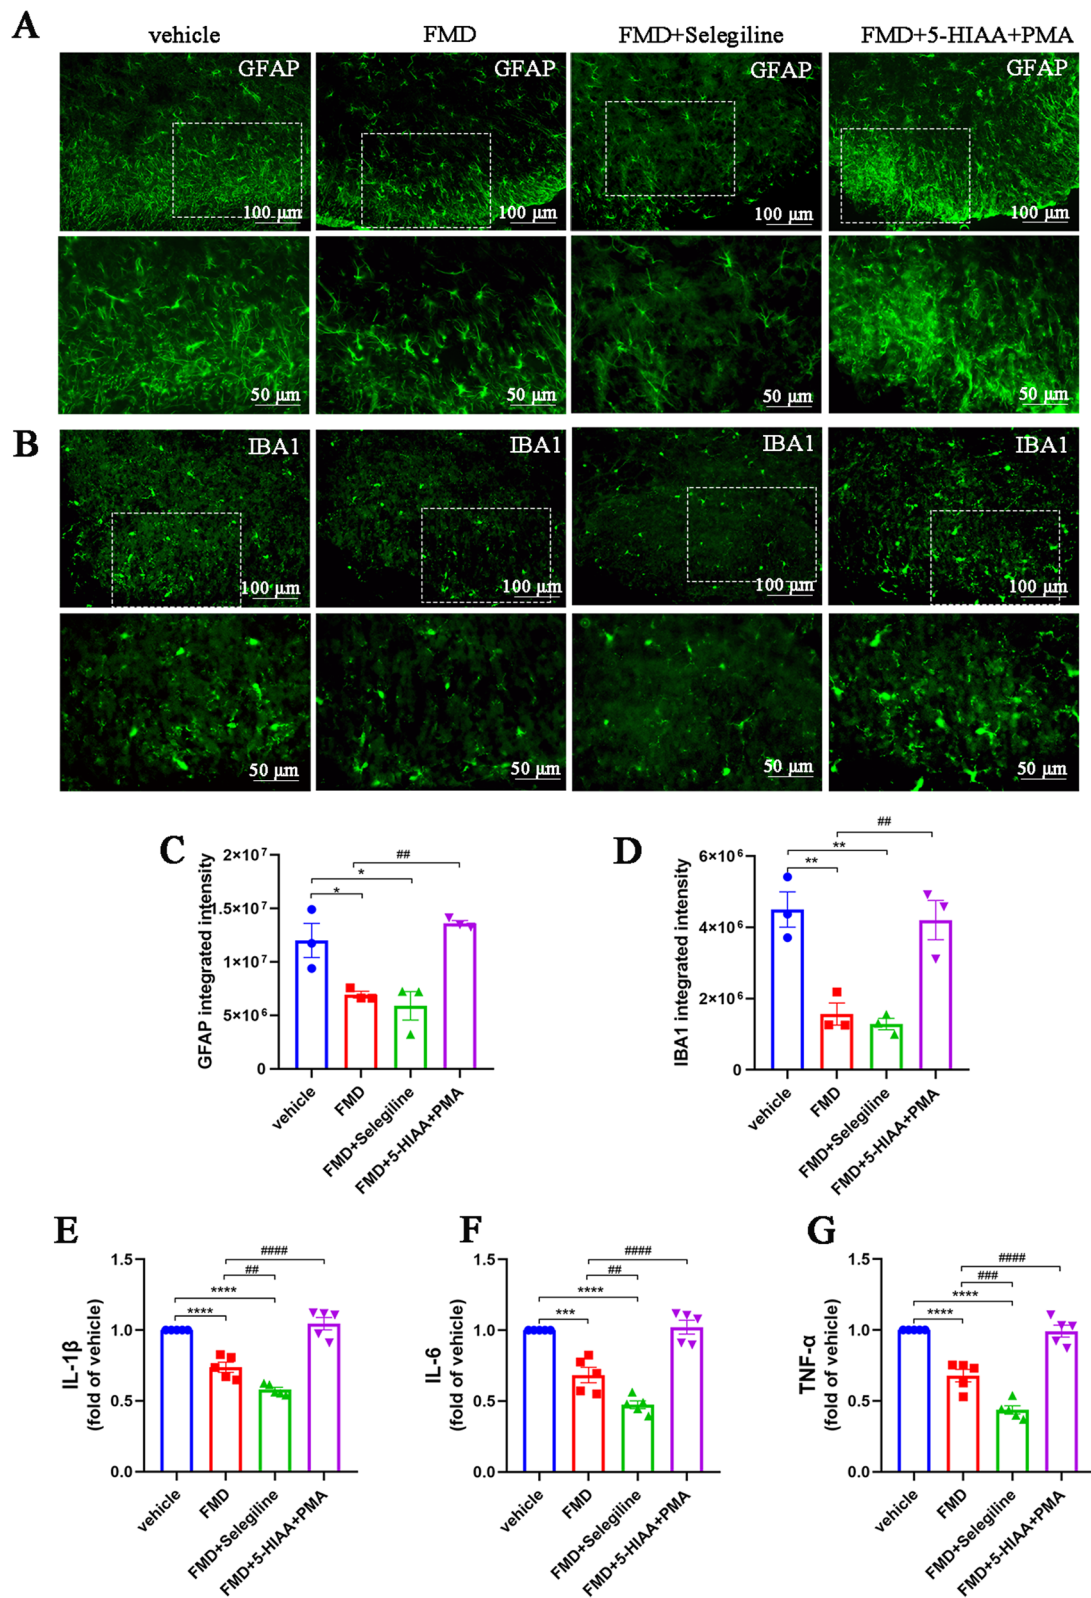 A
vehicle FMD FMD+Selegiline FMD+5-HIAA+PMA
GFAP GFAP GFAP GFAP
100 µm 100 µm 100 µm 100 µm
50 µm 50 µm 50 µm 50 µm
B
IBA1 IBA1 IBA1 IBA1
100 µm 100 µm 100 µm 100 µm
50 µm 50 µm 50 µm 50 µm
C
GFAP integrated intensity
2×10⁷
1.5×10⁷
1×10⁷
5×10⁶
0
##
*
*
vehicle
FMD
FMD+Selegiline
FMD+5-HIAA+PMA
D
IBA1 integrated intensity
6×10⁶
4×10⁶
2×10⁶
0
##
**
**
vehicle
FMD
FMD+Selegiline
FMD+5-HIAA+PMA
E
IL-1β
(fold of vehicle)
1.5
1.0
0.5
0.0
####
##
****
****
vehicle
FMD
FMD+Selegiline
FMD+5-HIAA+PMA
F
IL-6
(fold of vehicle)
1.5
1.0
0.5
0.0
####
##
****
***
vehicle
FMD
FMD+Selegiline
FMD+5-HIAA+PMA
G
TNF-α
(fold of vehicle)
1.5
1.0
0.5
0.0
####
###
****
****
vehicle
FMD
FMD+Selegiline
FMD+5-HIAA+PMA